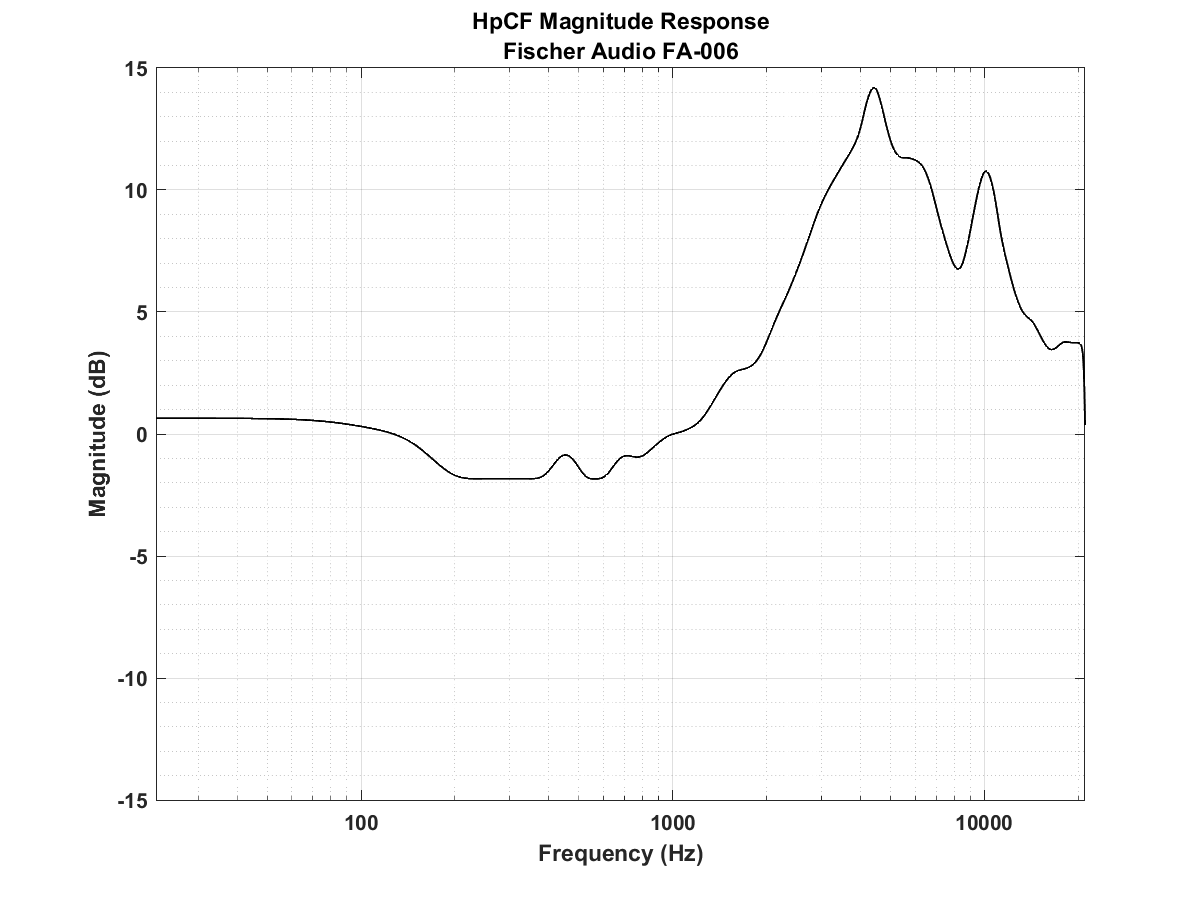 HpCF Magnitude Response
Fischer Audio FA-006
15
10
5
0
-5
-10
-15
Magnitude (dB)
100 1000 10000
Frequency (Hz)